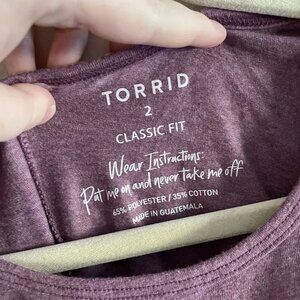 TORRID
2
CLASSIC FIT
Wear Instructions:
Put me on and never take me off
65% POLYESTER / 35% COTTON
MADE IN GUATEMALA